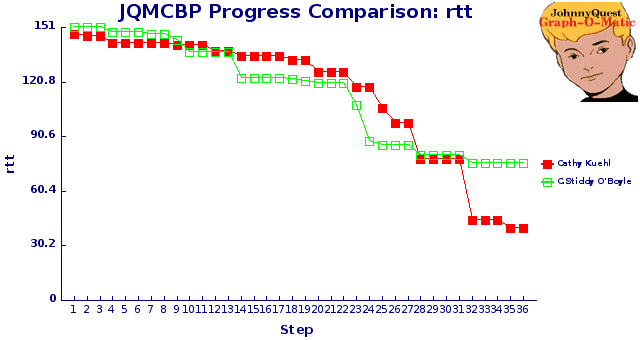 JQMCBP Progress Comparison: rtt
JohnnyQuest
Graph-O-Matic
151
120.8
90.6
60.4
30.2
0
rtt
1 2 3 4 5 6 7 8 9 10 11 12 13 14 15 16 17 18 19 20 21 22 23 24 25 26 27 28 29 30 31 32 33 34 35 36
Step
Cathy Kuehl
C.Stiddy O'Boyle